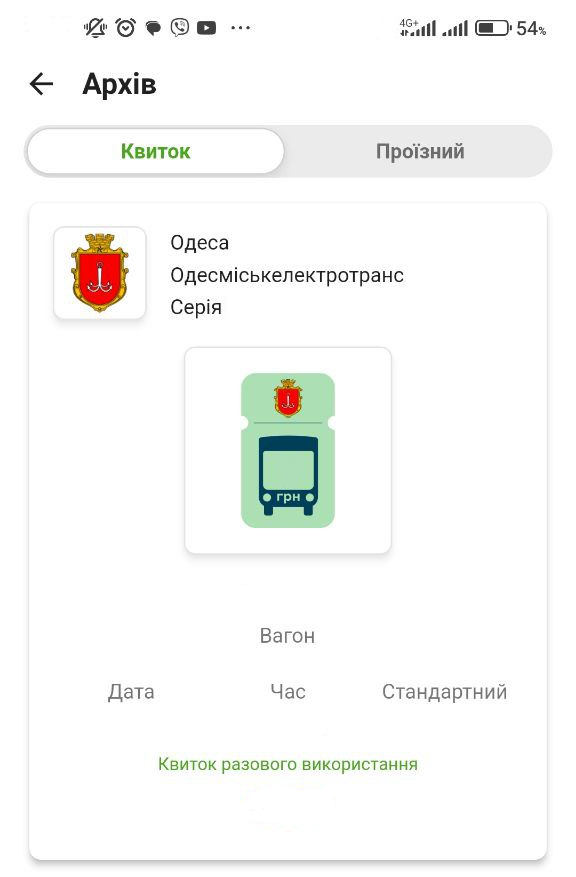 4G+ 54%
Архів
Квиток Проїзний
Одеса
Одесміськелектротранс
Серія
грн
Вагон
Дата Час Стандартний
Квиток разового використання